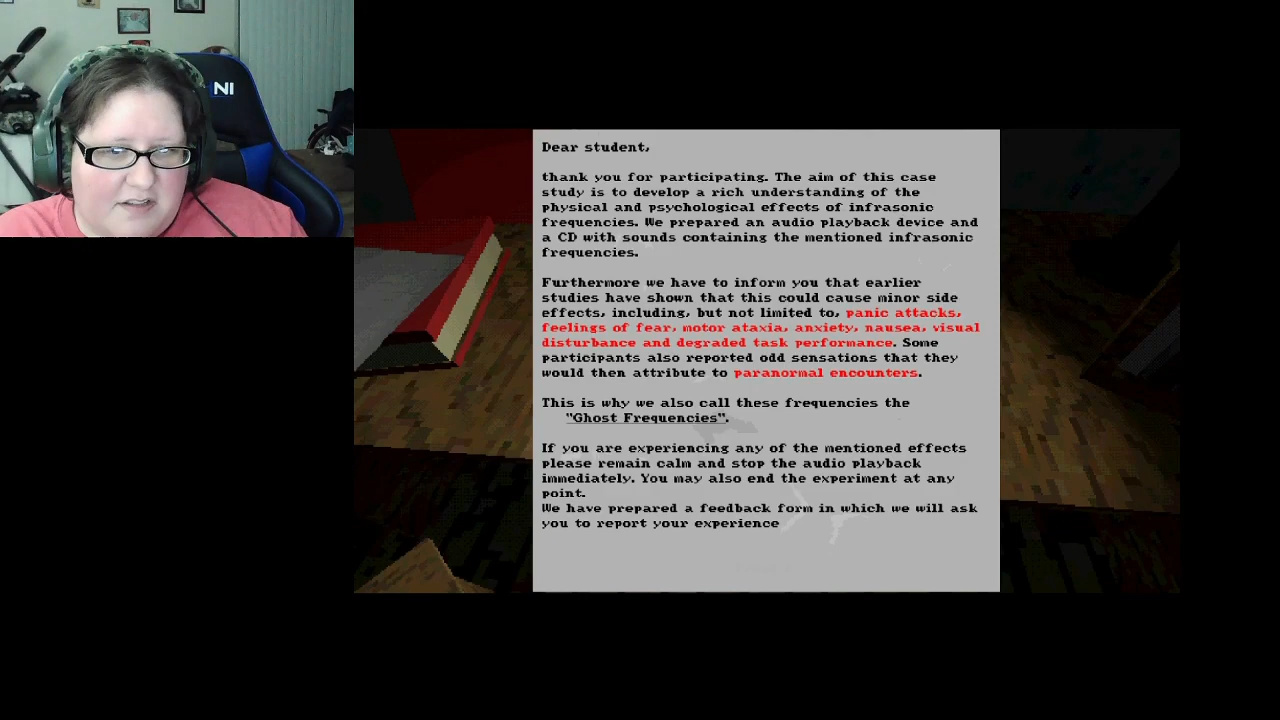 NI
Dear student,
thank you for participating. The aim of this case
study is to develop a rich understanding of the
physical and psychological effects of infrasonic
frequencies. We prepared an audio playback device and
a CD with sounds containing the mentioned infrasonic
frequencies.
Furthermore we have to inform you that earlier
studies have shown that this could cause minor side
effects, including, but not limited to, panic attacks,
feelings of fear, motor ataxia, anxiety, nausea, visual
disturbance and degraded task performance. Some
participants also reported odd sensations that they
would then attribute to paranormal encounters.
This is why we also call these frequencies the
"Ghost Frequencies".
If you are experiencing any of the mentioned effects
please remain calm and stop the audio playback
immediately. You may also end the experiment at any
point.
We have prepared a feedback form in which we will ask
you to report your experience